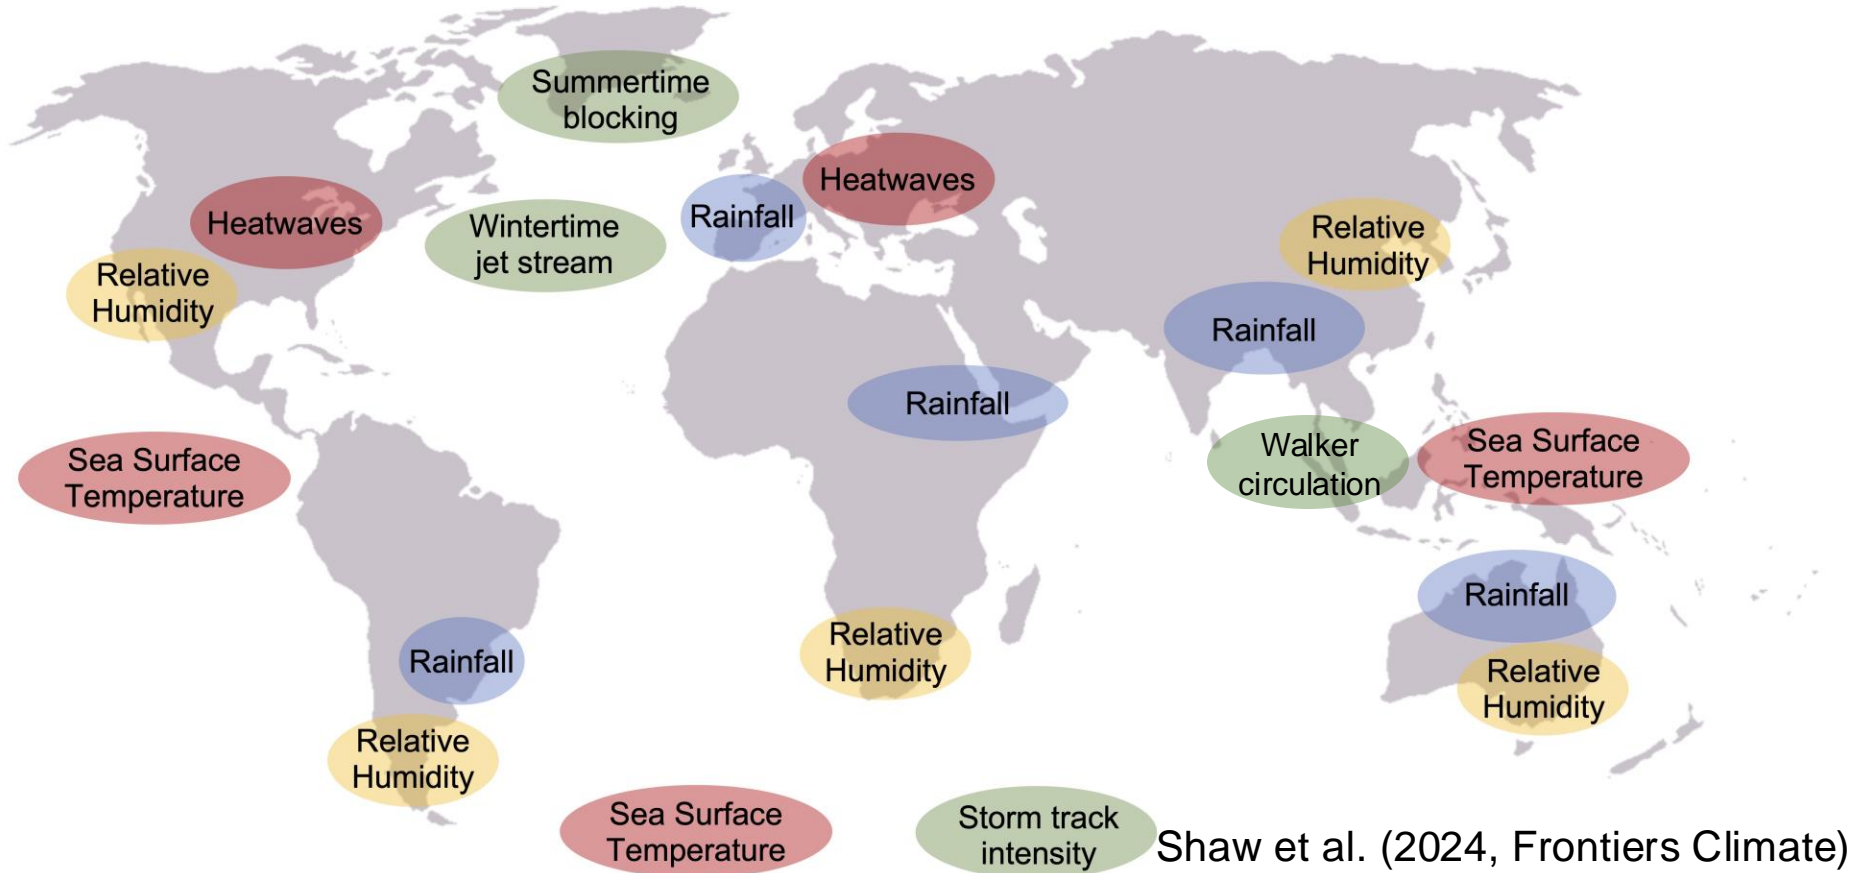 Summertime
blocking
Heatwaves
Rainfall
Heatwaves
Wintertime
jet stream
Relative
Humidity
Relative
Humidity
Rainfall
Rainfall
Sea Surface
Temperature
Walker
circulation
Sea Surface
Temperature
Rainfall
Rainfall
Relative
Humidity
Relative
Humidity
Relative
Humidity
Sea Surface
Temperature
Storm track
intensity
Shaw et al. (2024, Frontiers Climate)